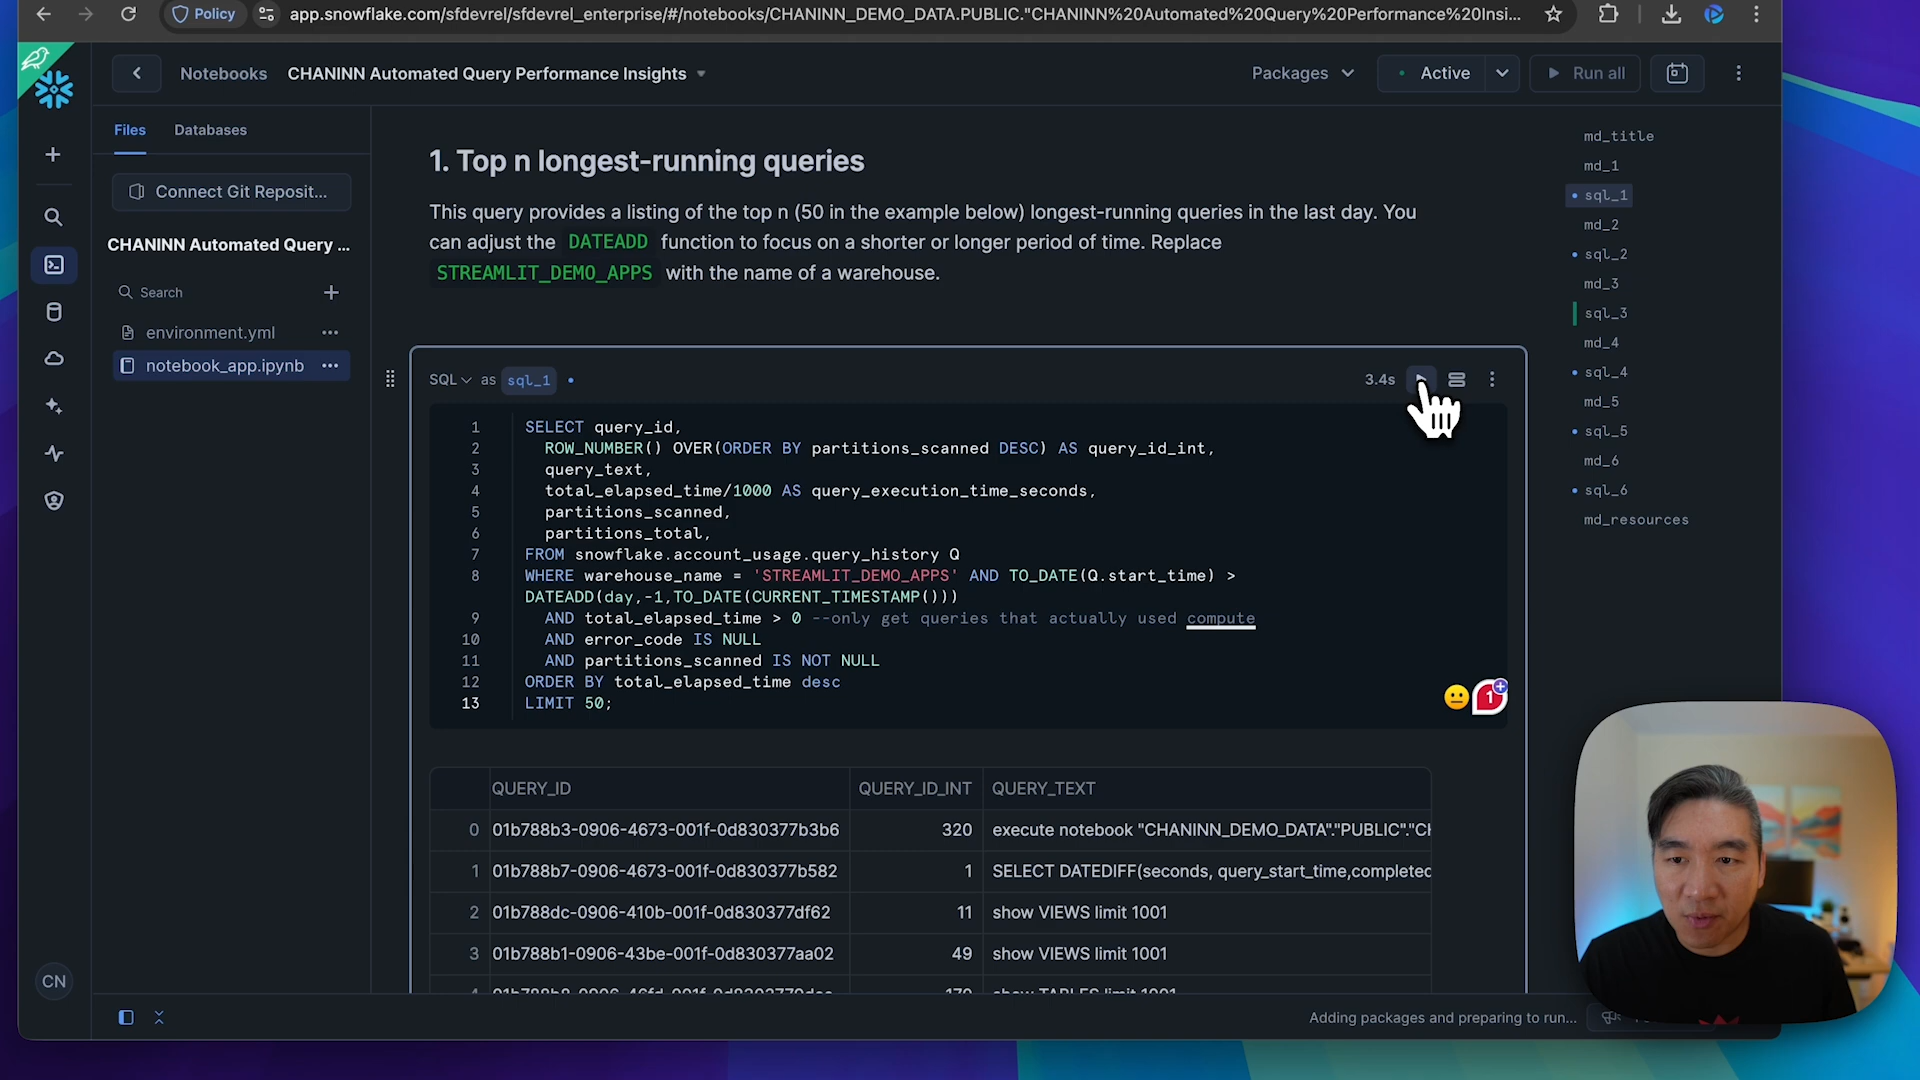 Policy
app.snowflake.com/sfdevrel/sfdevrel_enterprise/#/notebooks/CHANINN_DEMO_DATA.PUBLIC."CHANINN%20Automated%20Query%20Performance%20Insi...
Notebooks
CHANINN Automated Query Performance Insights
Packages
Active
Run all
Files
Databases
Connect Git Reposit...
CHANINN Automated Query ...
Search
environment.yml
notebook_app.ipynb
CN
1. Top n longest-running queries
This query provides a listing of the top n (50 in the example below) longest-running queries in the last day. You
can adjust the DATEADD function to focus on a shorter or longer period of time. Replace
STREAMLIT_DEMO_APPS with the name of a warehouse.
SQL as sql_1
3.4s
1 SELECT query_id,
2 ROW_NUMBER() OVER(ORDER BY partitions_scanned DESC) AS query_id_int,
3 query_text,
4 total_elapsed_time/1000 AS query_execution_time_seconds,
5 partitions_scanned,
6 partitions_total,
7 FROM snowflake.account_usage.query_history Q
8 WHERE warehouse_name = 'STREAMLIT_DEMO_APPS' AND TO_DATE(Q.start_time) >
DATEADD(day,-1,TO_DATE(CURRENT_TIMESTAMP()))
9 AND total_elapsed_time > 0 --only get queries that actually used compute
10 AND error_code IS NULL
11 AND partitions_scanned IS NOT NULL
12 ORDER BY total_elapsed_time desc
13 LIMIT 50;
1
QUERY_ID QUERY_ID_INT QUERY_TEXT
0 01b788b3-0906-4673-001f-0d830377b3b6 320 execute notebook "CHANINN_DEMO_DATA"."PUBLIC"."CH
1 01b788b7-0906-4673-001f-0d830377b582 1 SELECT DATEDIFF(seconds, query_start_time,completed
2 01b788dc-0906-410b-001f-0d830377df62 11 show VIEWS limit 1001
3 01b788b1-0906-43be-001f-0d830377aa02 49 show VIEWS limit 1001
show TABLES limit 1001
Adding packages and preparing to run...
md_title
md_1
sql_1
md_2
sql_2
md_3
sql_3
md_4
sql_4
md_5
sql_5
md_6
sql_6
md_resources